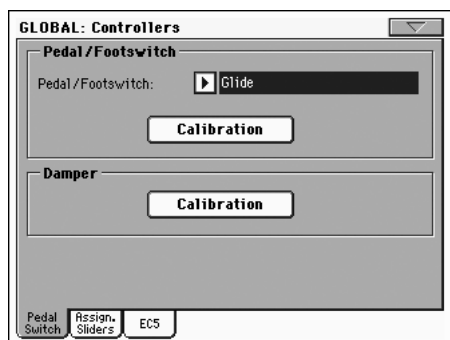 GLOBAL: Controllers
Pedal/Footswitch
Pedal/Footswitch: Glide
Calibration
Damper
Calibration
Pedal Switch Assign. Sliders EC5